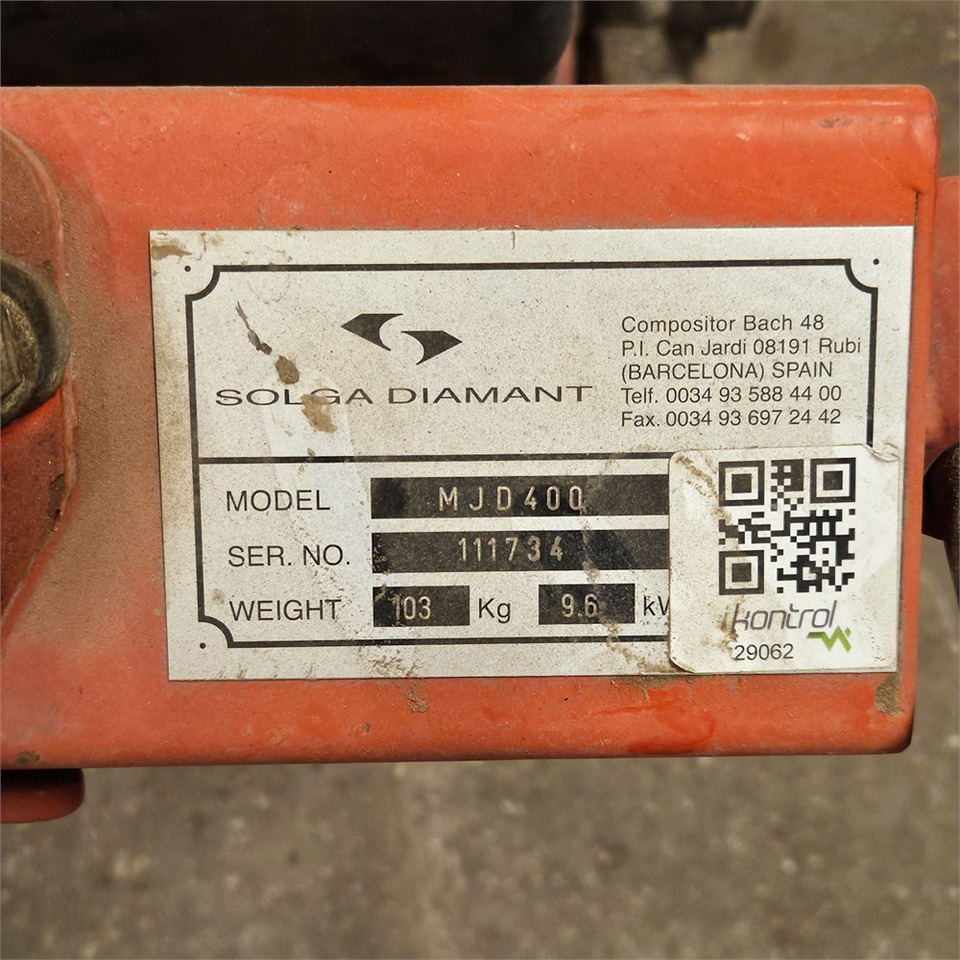 SOLGA DIAMANT
Compositor Bach 48
P.I. Can Jardi 08191 Rubi
(BARCELONA) SPAIN
Telf. 0034 93 588 44 00
Fax. 0034 93 697 24 42
MODEL MJD400
SER. NO. 111734
WEIGHT 103 Kg 9.6 kW
ikontrol
29062